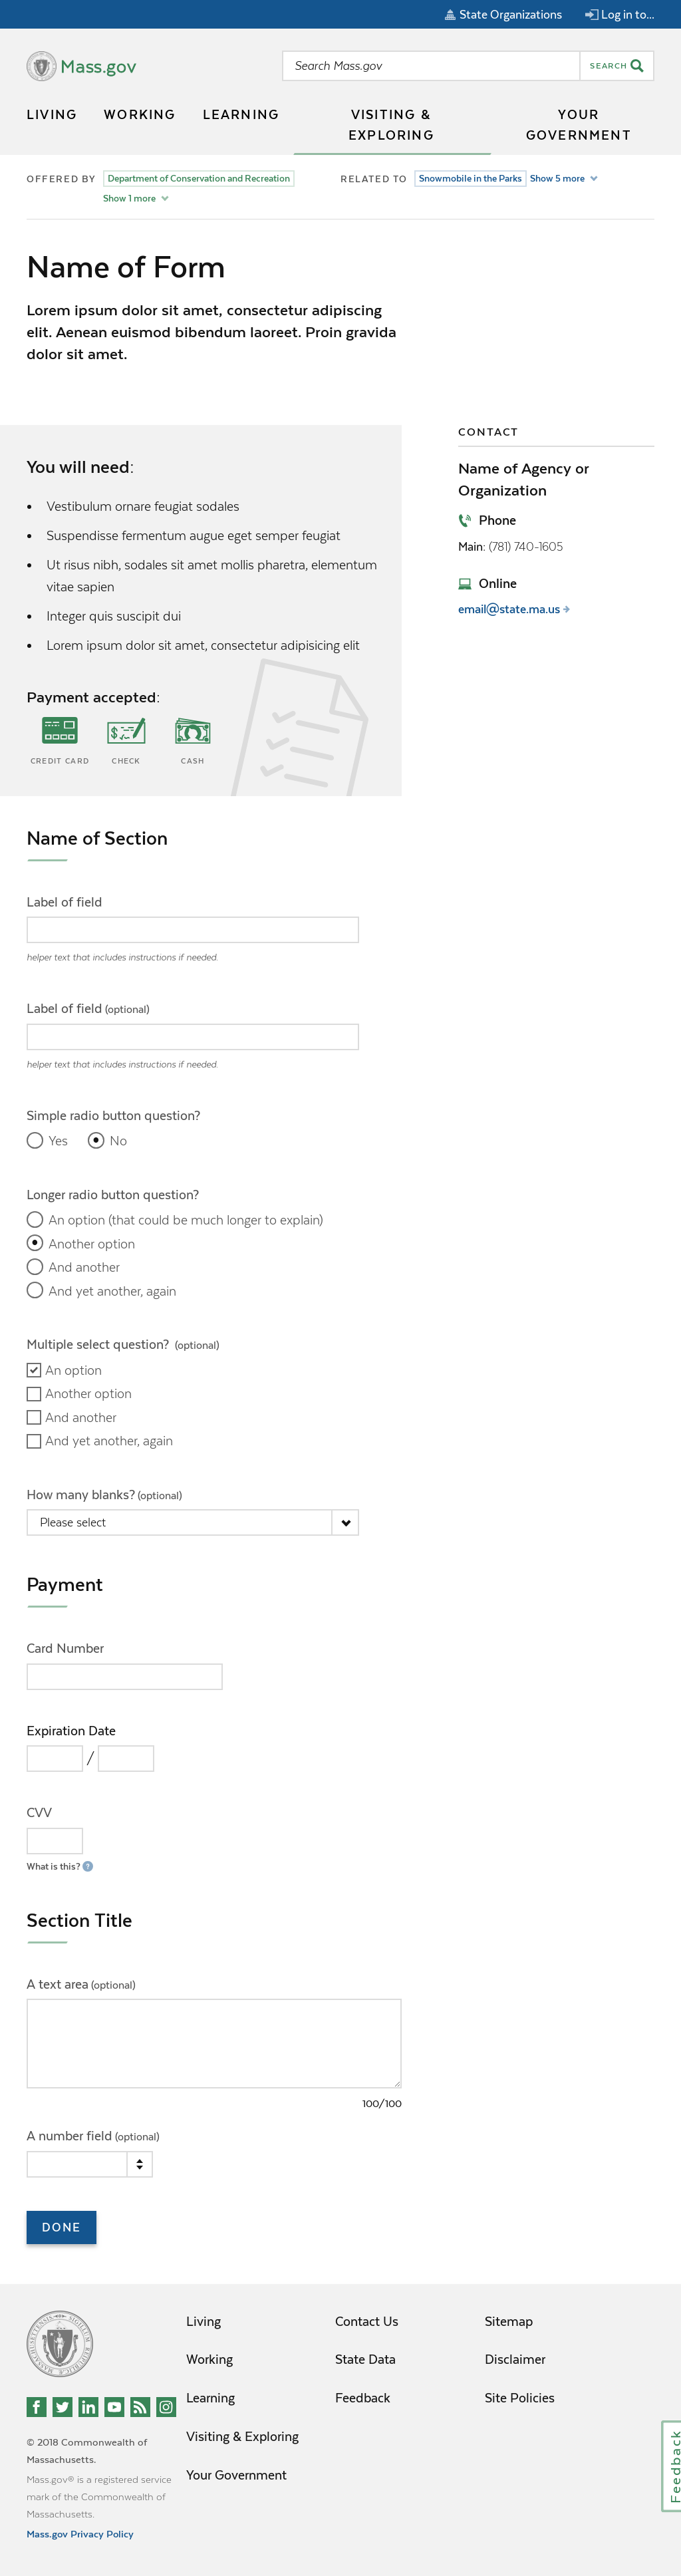 State Organizations Log in to...
Mass.gov
Search Mass.gov SEARCH
LIVING WORKING LEARNING VISITING & EXPLORING YOUR GOVERNMENT
OFFERED BY Department of Conservation and Recreation
Show 1 more
RELATED TO Snowmobile in the Parks Show 5 more
Name of Form
Lorem ipsum dolor sit amet, consectetur adipiscing
elit. Aenean euismod bibendum laoreet. Proin gravida
dolor sit amet.
You will need:
Vestibulum ornare feugiat sodales
Suspendisse fermentum augue eget semper feugiat
Ut risus nibh, sodales sit amet mollis pharetra, elementum
vitae sapien
Integer quis suscipit dui
Lorem ipsum dolor sit amet, consectetur adipisicing elit
Payment accepted:
CREDIT CARD CHECK CASH
CONTACT
Name of Agency or
Organization
Phone
Main: (781) 740-1605
Online
email@state.ma.us
Name of Section
Label of field
helper text that includes instructions if needed.
Label of field (optional)
helper text that includes instructions if needed.
Simple radio button question?
Yes No
Longer radio button question?
An option (that could be much longer to explain)
Another option
And another
And yet another, again
Multiple select question? (optional)
An option
Another option
And another
And yet another, again
How many blanks? (optional)
Please select
Payment
Card Number
Expiration Date
/
CVV
What is this? ?
Section Title
A text area (optional)
100/100
A number field (optional)
DONE
Living
Working
Learning
Visiting & Exploring
Your Government
Contact Us
State Data
Feedback
Sitemap
Disclaimer
Site Policies
© 2018 Commonwealth of
Massachusetts.
Mass.gov® is a registered service
mark of the Commonwealth of
Massachusetts.
Mass.gov Privacy Policy
Feedback